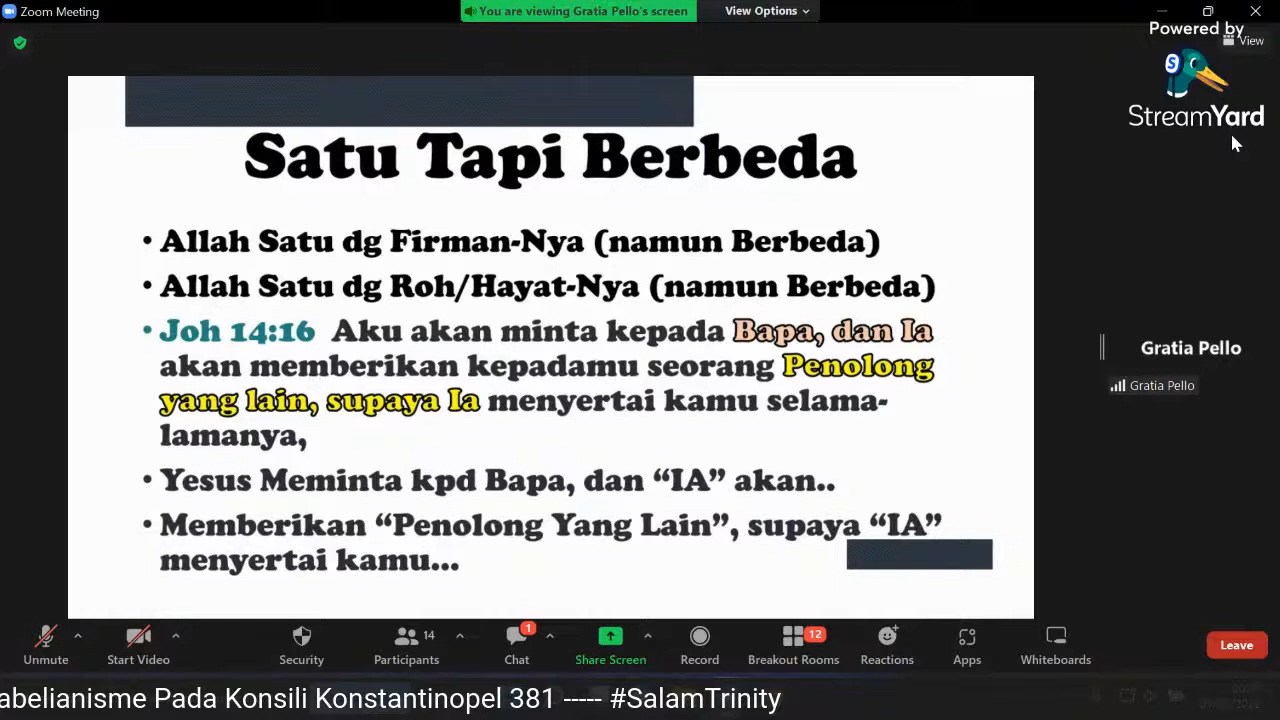 Zoom Meeting
You are viewing Gratia Pello's screen
View Options
Powered by
View
StreamYard
Satu Tapi Berbeda
• Allah Satu dg Firman-Nya (namun Berbeda)
• Allah Satu dg Roh/Hayat-Nya (namun Berbeda)
• Joh 14:16 Aku akan minta kepada Bapa, dan Ia
akan memberikan kepadamu seorang Penolong
yang lain, supaya Ia menyertai kamu selama-
lamanya,
• Yesus Meminta kpd Bapa, dan “IA” akan..
• Memberikan “Penolong Yang Lain”, supaya “IA”
menyertai kamu...
Gratia Pello
Gratia Pello
Unmute
Start Video
Security
14
Participants
1
Chat
Share Screen
Record
12
Breakout Rooms
Reactions
Apps
Whiteboards
Leave
abelianisme Pada Konsili Konstantinopel 381 ----- #SalamTrinity